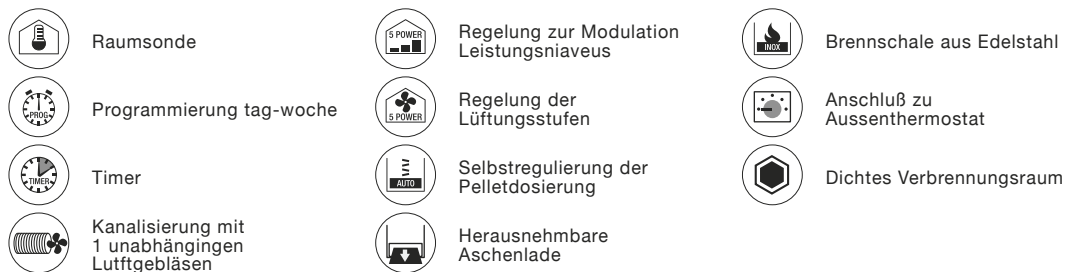 Raumsonde
PROG.
Programmierung tag-woche
TIMER
Timer
Kanalisierung mit
1 unabhängingen
Lutftgebläsen
5 POWER
Regelung zur Modulation
Leistungsniaveus
5 POWER
Regelung der
Lüftungsstufen
AUTO
Selbstregulierung der
Pelletdosierung
Herausnehmbare
Aschenlade
INOX
Brennschale aus Edelstahl
Anschluß zu
Aussenthermostat
Dichtes Verbrennungsraum